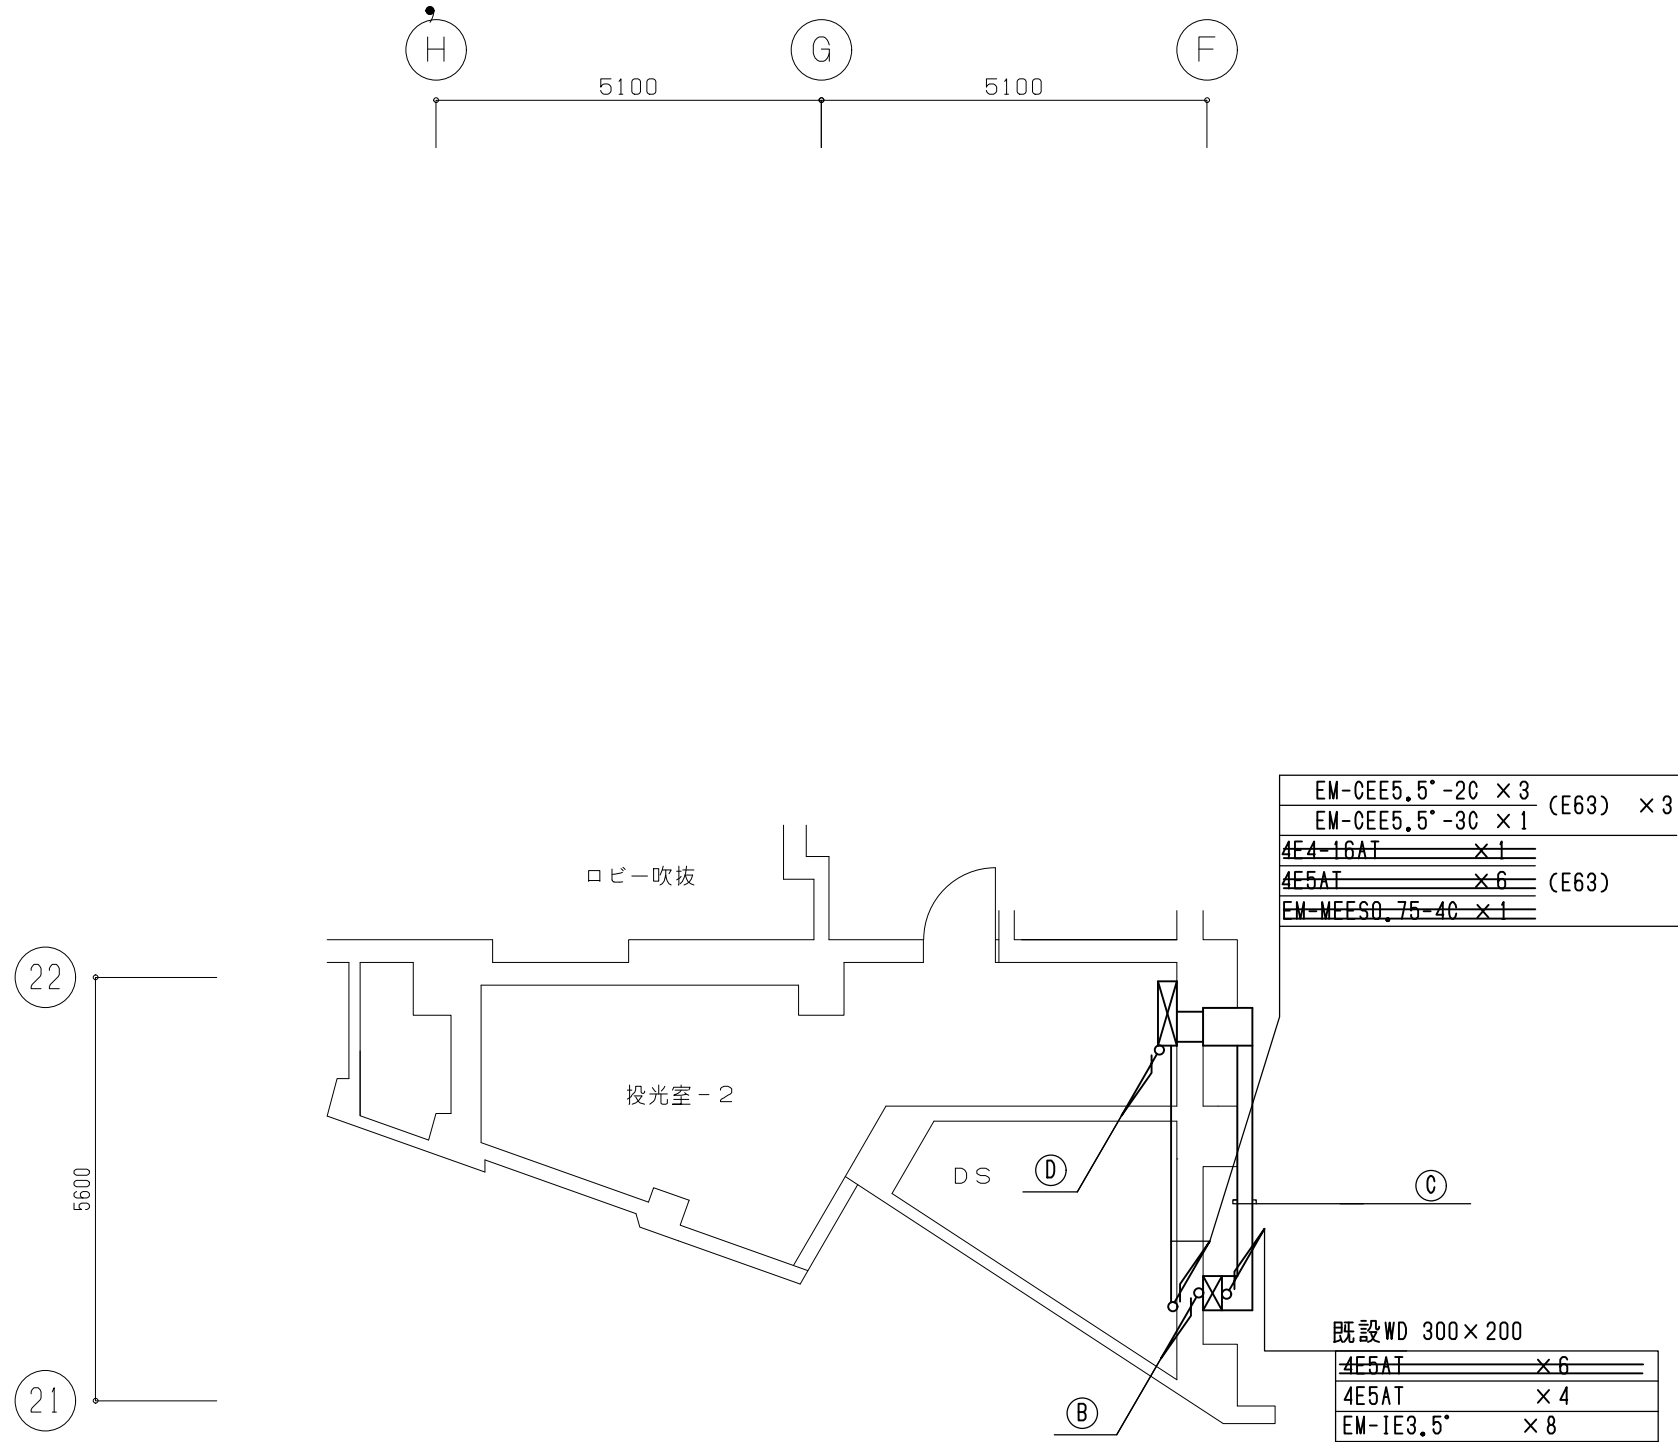 H
G
F
5100
5100
EM-CEE5.5°-2C ×3
(E63) ×3
EM-CEE5.5°-3C ×1
4E4-16AT ×1
4E5AT ×6
(E63)
EM-MEES0.75-4C ×1
ロビー吹抜
22
投光室-2
DS
D
C
5600
既設WD 300×200
4E5AT ×6
21
4E5AT ×4
B
EM-IE3.5° ×8